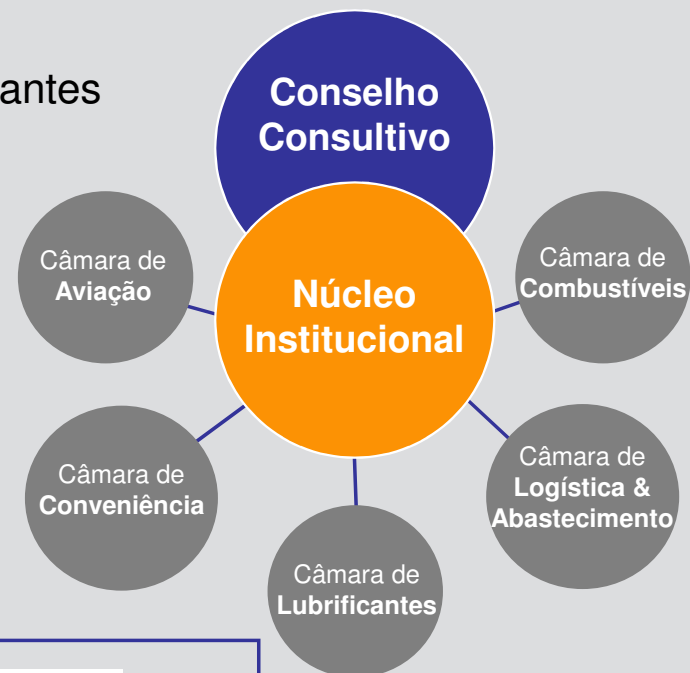 antes
Conselho
Consultivo
Câmara de
Aviação
Núcleo
Institucional
Câmara de
Combustíveis
Câmara de
Conveniência
Câmara de
Logística &
Abastecimento
Câmara de
Lubrificantes